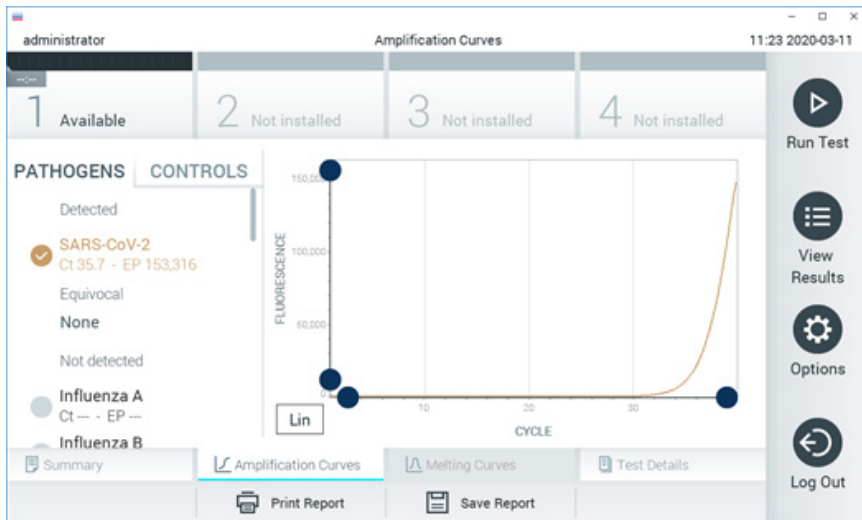 administrator
Amplification Curves
11:23 2020-03-11
--:--
1 Available
2 Not installed
3 Not installed
4 Not installed
Run Test
PATHOGENS
CONTROLS
Detected
SARS-CoV-2
Ct 35.7 - EP 153,316
Equivocal
None
Not detected
Influenza A
Ct --- - EP ---
Influenza B
150,000
100,000
50,000
0
FLUORESCENCE
10
20
30
Lin
CYCLE
View
Results
Options
Log Out
Summary
Amplification Curves
Melting Curves
Test Details
Print Report
Save Report